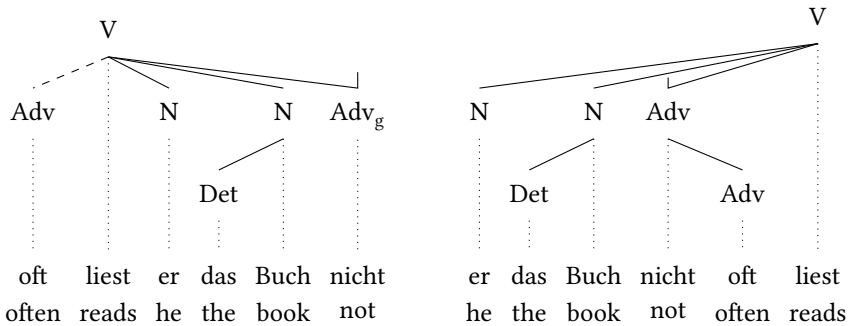 V V
Adv N N Adv_g N N Adv
Det Det Adv
oft liest er das Buch nicht er das Buch nicht oft liest
often reads he the book not he the book not often reads